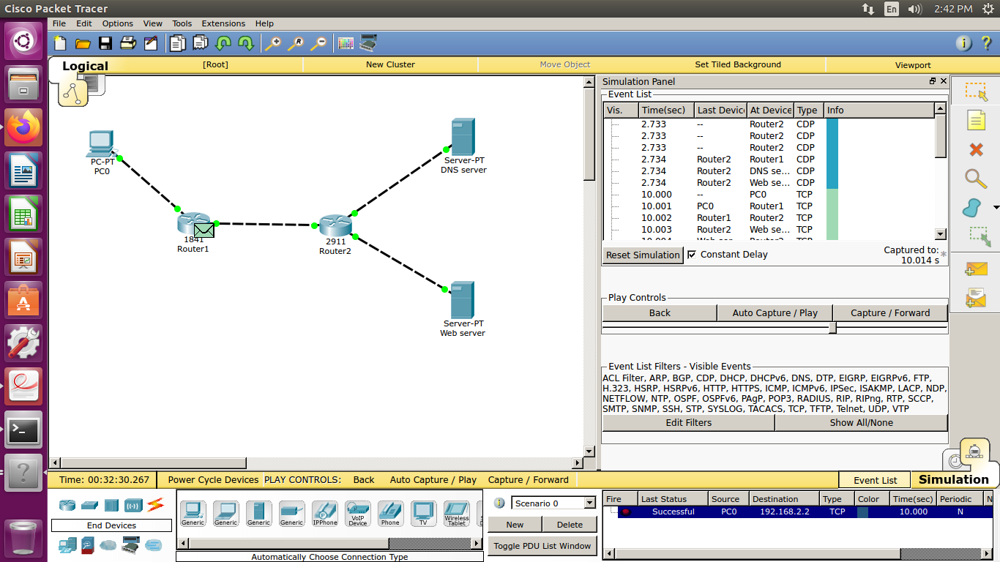 Cisco Packet Tracer
En
2:42 PM
File Edit Options View Tools Extensions Help
Logical
[Root]
New Cluster
Move Object
Set Tiled Background
Viewport
PC-PT
PC0
1841
Router1
2911
Router2
Server-PT
DNS server
Server-PT
Web server
Simulation Panel
Event List
Vis. Time(sec) Last Devic At Device Type Info
2.733 -- Router2 CDP
2.733 -- Router2 CDP
2.733 -- Router2 CDP
2.734 Router2 Router1 CDP
2.734 Router2 DNS se... CDP
2.734 Router2 Web se... CDP
10.000 -- PC0 TCP
10.001 PC0 Router1 TCP
10.002 Router1 Router2 TCP
10.003 Router2 Web se... TCP
Reset Simulation
Constant Delay
Captured to:
10.014 s
Play Controls
Back
Auto Capture / Play
Capture / Forward
Event List Filters - Visible Events
ACL Filter, ARP, BGP, CDP, DHCP, DHCPv6, DNS, DTP, EIGRP, EIGRPv6, FTP,
H.323, HSRP, HSRPv6, HTTP, HTTPS, ICMP, ICMPv6, IPSec, ISAKMP, LACP, NDP,
NETFLOW, NTP, OSPF, OSPFv6, PAgP, POP3, RADIUS, RIP, RIPng, RTP, SCCP,
SMTP, SNMP, SSH, STP, SYSLOG, TACACS, TCP, TFTP, Telnet, UDP, VTP
Edit Filters
Show All/None
Time: 00:32:30.267
Power Cycle Devices
PLAY CONTROLS:
Back
Auto Capture / Play
Capture / Forward
Event List
Simulation
End Devices
Generic
Generic
Generic
Generic
IPPhone
VoIP
Device
Phone
TV
Wireless
Tablet
Automatically Choose Connection Type
Scenario 0
New
Delete
Toggle PDU List Window
Fire Last Status Source Destination Type Color Time(sec) Periodic N
Successful PC0 192.168.2.2 TCP 10.000 N